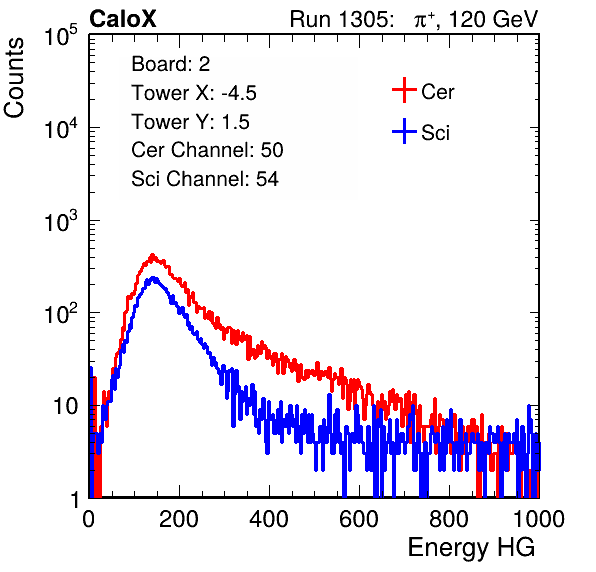 CaloX Run 1305: π⁺, 120 GeV
Counts
Board: 2
Tower X: -4.5
Tower Y: 1.5
Cer Channel: 50
Sci Channel: 54
Cer
Sci
10⁵
10⁴
10³
10²
10
1
0 200 400 600 800 1000
Energy HG